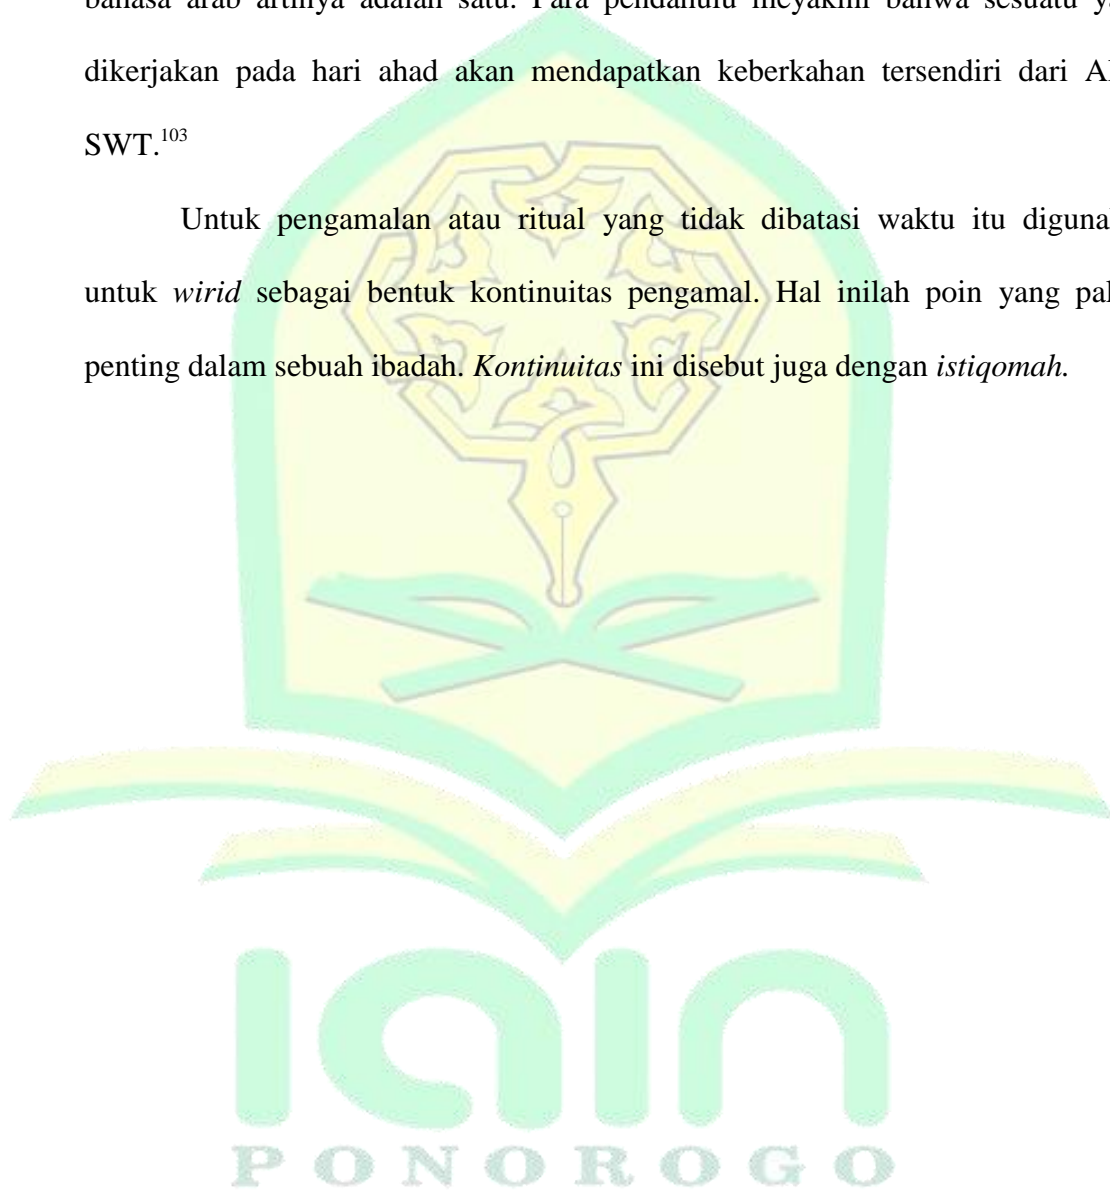 bahasa arab artinya adalah satu. Para pendahulu meyakini bahwa sesuatu
dikerjakan pada hari ahad akan mendapatkan keberkahan tersendiri dari
SWT.103
Untuk pengamalan atau ritual yang tidak dibatasi waktu itu
untuk wirid sebagai bentuk kontinuitas pengamal. Hal inilah poin yang
penting dalam sebuah ibadah. Kontinuitas ini disebut juga dengan istiqomah.
iain
PONOROGO